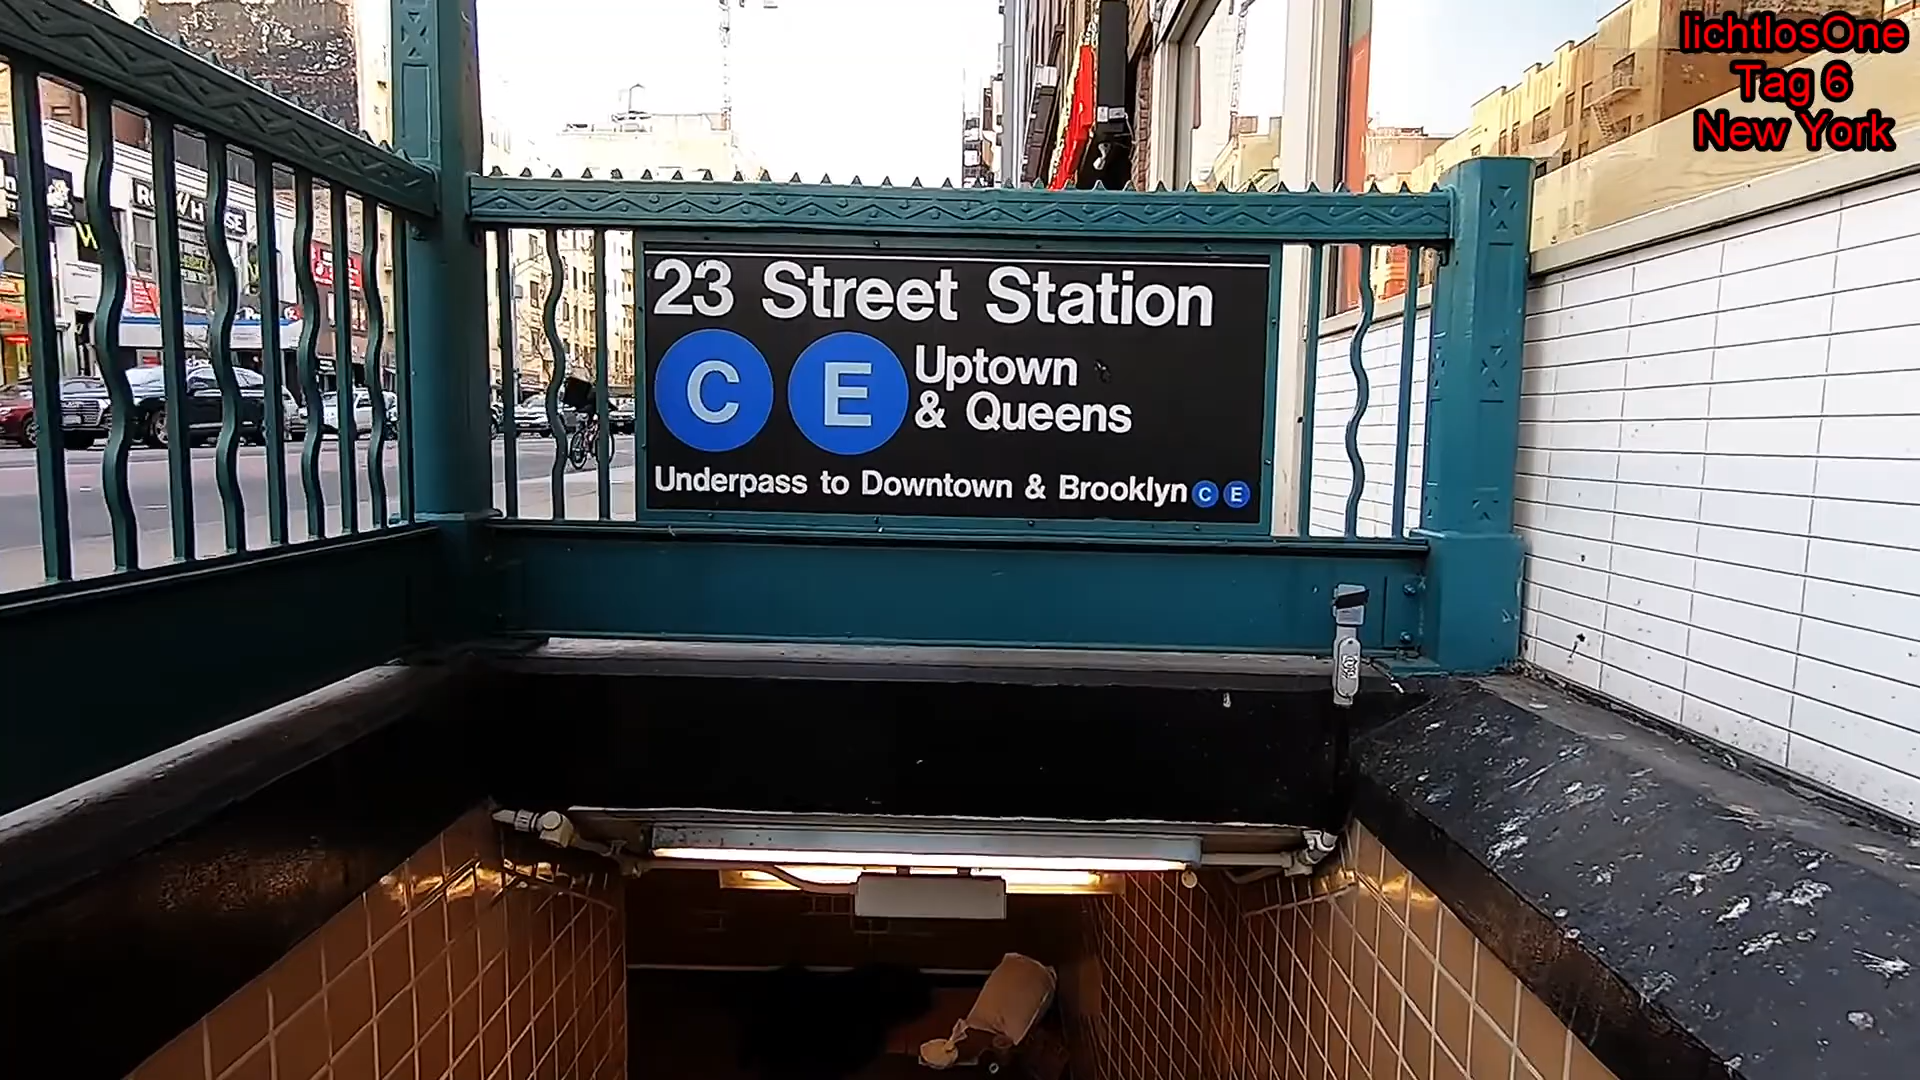 lichtlosOne
Tag 6
New York
23 Street Station
C E Uptown
& Queens
Underpass to Downtown & Brooklyn C E